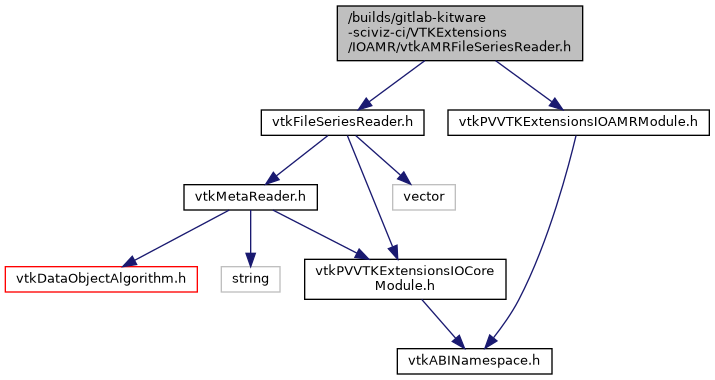 /builds/gitlab-kitware
-sciviz-ci/VTKExtensions
/IOAMR/vtkAMRFileSeriesReader.h
vtkFileSeriesReader.h
vtkPVVTKExtensionsIOAMRModule.h
vtkMetaReader.h
vector
vtkDataObjectAlgorithm.h
string
vtkPVVTKExtensionsIOCore
Module.h
vtkABINamespace.h